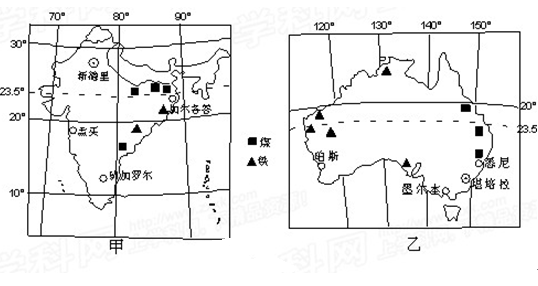 70° 80° 90°
30°
新德里
23.5°
加尔各答
20°
孟买
班加罗尔
10°
甲
■煤
▲铁
120° 130° 140° 150°
20°
23.5
珀斯
悉尼
堪培拉
墨尔本
乙